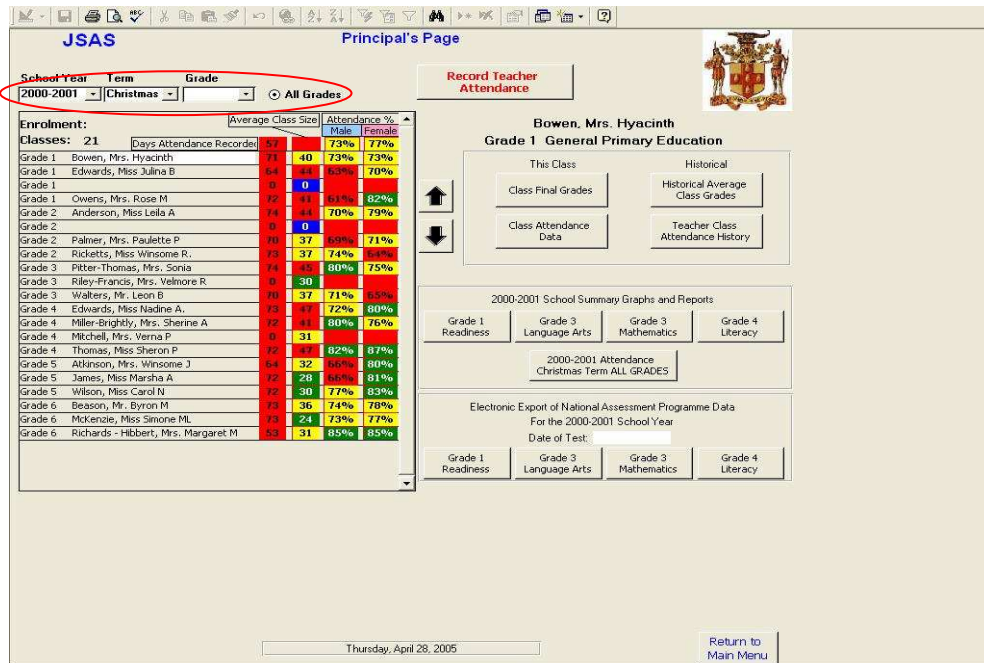 JSAS
Principal's Page
School Year Term Grade
2000-2001 Christmas All Grades
Record Teacher
Attendance
Enrolment:
Classes: 21
Average Class Size
Attendance %
Male Female
Days Attendance Recorded 57 73% 77%
Grade 1 Bowen, Mrs. Hyacinth 71 40 73% 73%
Grade 1 Edwards, Miss Julina B 64 44 63% 70%
Grade 1 0 0
Grade 1 Owens, Mrs. Rose M 72 41 61% 82%
Grade 2 Anderson, Miss Leila A 74 44 70% 79%
Grade 2 0 0
Grade 2 Palmer, Mrs. Paulette P 70 37 69% 71%
Grade 2 Ricketts, Miss Winsome R. 73 37 74% 64%
Grade 3 Pitter-Thomas, Mrs. Sonia 74 45 80% 75%
Grade 3 Riley-Francis, Mrs. Velmore R 0 30
Grade 3 Walters, Mr. Leon B 70 37 71% 65%
Grade 4 Edwards, Miss Nadine A. 73 47 72% 80%
Grade 4 Miller-Brightly, Mrs. Sherine A 72 41 80% 76%
Grade 4 Mitchell, Mrs. Verna P 0 31
Grade 4 Thomas, Miss Sheron P 72 47 82% 87%
Grade 5 Atkinson, Mrs. Winsome J 64 32 66% 80%
Grade 5 James, Miss Marsha A 72 28 66% 81%
Grade 5 Wilson, Miss Carol N 72 30 77% 83%
Grade 6 Beason, Mr. Byron M 73 36 74% 78%
Grade 6 McKenzie, Miss Simone ML 73 24 73% 77%
Grade 6 Richards - Hibbert, Mrs. Margaret M 53 31 85% 85%
Bowen, Mrs. Hyacinth
Grade 1 General Primary Education
This Class Historical
Class Final Grades
Historical Average
Class Grades
Class Attendance
Data
Teacher Class
Attendance History
2000-2001 School Summary Graphs and Reports
Grade 1
Readiness
Grade 3
Language Arts
Grade 3
Mathematics
Grade 4
Literacy
2000-2001 Attendance
Christmas Term ALL GRADES
Electronic Export of National Assessment Programme Data
For the 2000-2001 School Year
Date of Test:
Grade 1
Readiness
Grade 3
Language Arts
Grade 3
Mathematics
Grade 4
Literacy
Thursday, April 28, 2005
Return to
Main Menu